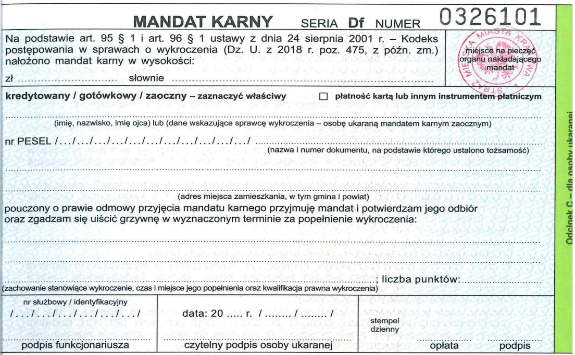 MANDAT KARNY SERIA Df NUMER 0326101
Na podstawie art. 95 § 1 i art. 96 § 1 ustawy z dnia 24 sierpnia 2001 r. – Kodeks
postępowania w sprawach o wykroczenia (Dz. U. z 2018 r. poz. 475, z późn. zm.)
nałożono mandat karny w wysokości:
miejsce na pieczęć
organu nakładającego
mandat
STRAŻ MIEJSKA MIASTA
zł .......................... słownie
kredytowany / gotówkowy / zaoczny – zaznaczyć właściwy ☐ płatność kartą lub innym instrumentem płatniczym
(imię, nazwisko, imię ojca) lub (dane wskazujące sprawcę wykroczenia – osobę ukaraną mandatem karnym zaocznym)
nr PESEL /.../.../.../.../.../.../.../.../.../.../.../
(nazwa i numer dokumentu, na podstawie którego ustalono tożsamość)
(adres miejsca zamieszkania, w tym gmina i powiat)
pouczony o prawie odmowy przyjęcia mandatu karnego przyjmuję mandat i potwierdzam jego odbiór
oraz zgadzam się uiścić grzywnę w wyznaczonym terminie za popełnienie wykroczenia:
; liczba punktów:
(zachowanie stanowiące wykroczenie, czas i miejsce jego popełnienia oraz kwalifikacja prawna wykroczenia)
nr służbowy / identyfikacyjny
/.../.../.../.../.../.../
podpis funkcjonariusza
data: 20 ..... r. / ........ / ........ /
czytelny podpis osoby ukaranej
stempel
dzienny
opłata podpis
Odcinek C – dla osoby ukaranej